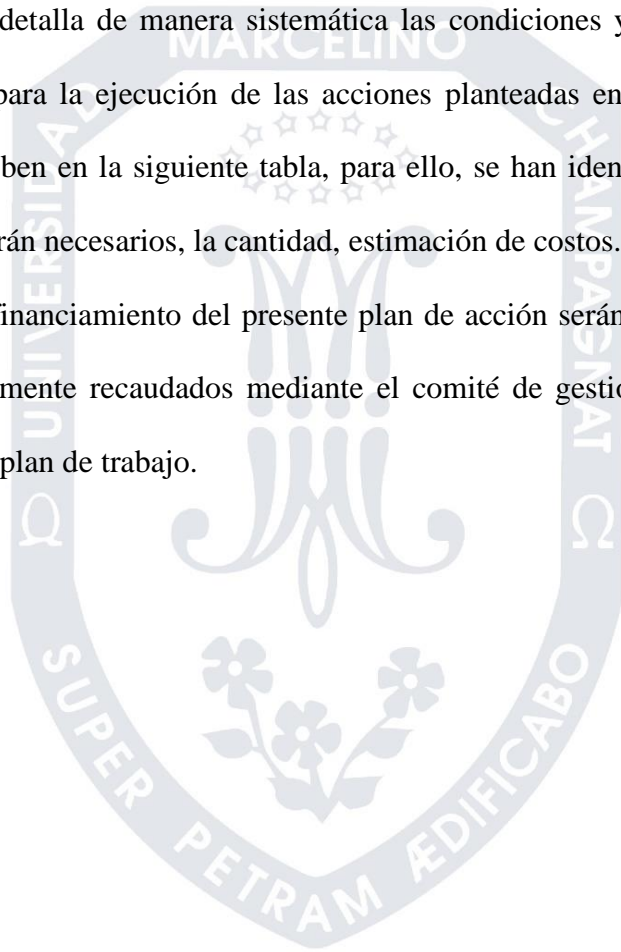 detalla de manera sistemática las condiciones y
para la ejecución de las acciones planteadas en
ben en la siguiente tabla, para ello, se han iden
rán necesarios, la cantidad, estimación de costos.
financiamiento del presente plan de acción serán
mente recaudados mediante el comité de gestio
plan de trabajo.
UNIVERSIDAD
MARCELINO
CHAMPAGNAT
Ω
Ω
SUPER PETRAM ÆDIFICABO